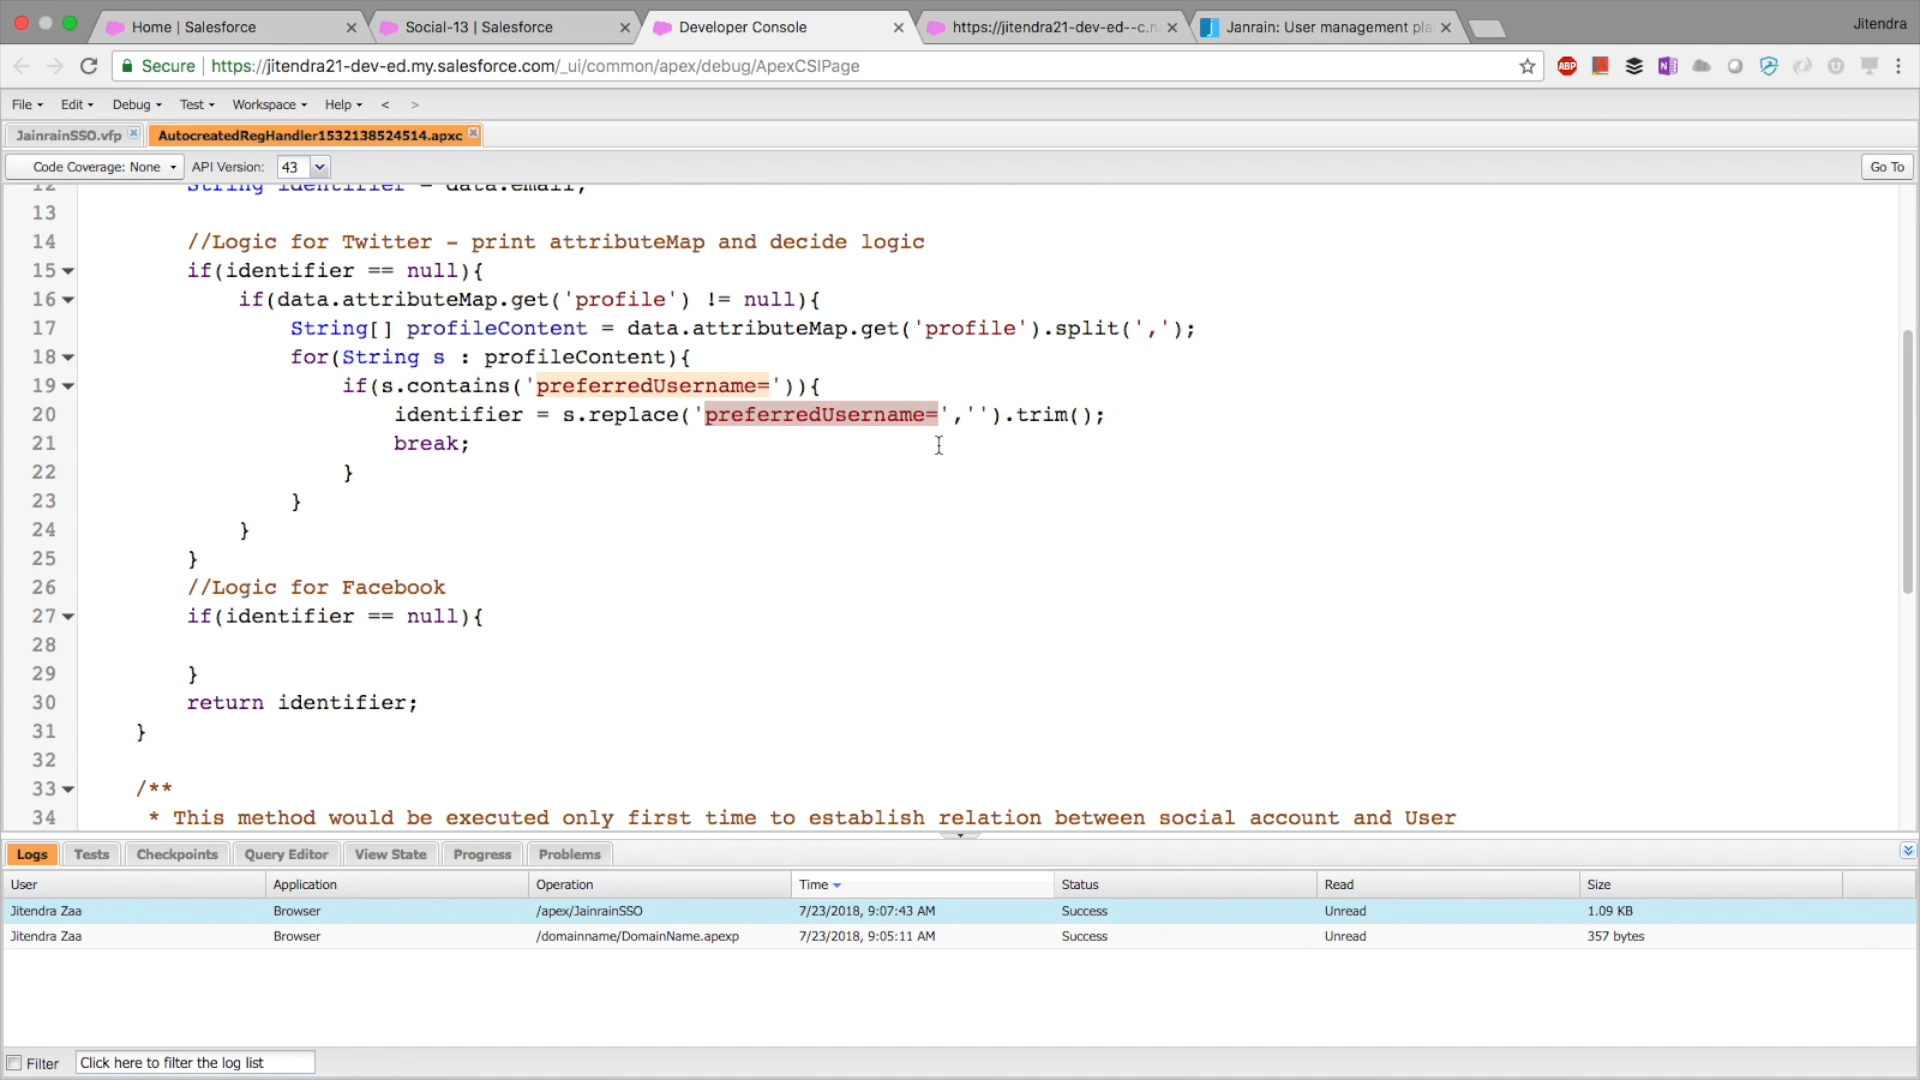 Home | Salesforce
Social-13 | Salesforce
Developer Console
https://jitendra21-dev-ed--c.n
Janrain: User management pla
Jitendra
Secure
https://jitendra21-dev-ed.my.salesforce.com/_ui/common/apex/debug/ApexCSIPage
ABP
File
Edit
Debug
Test
Workspace
Help
<
>
JainrainSSO.vfp
AutocreatedRegHandler1532138524514.apxc
Code Coverage: None
API Version:
43
Go To
12 String identifier = data.email;
13
14 //Logic for Twitter - print attributeMap and decide logic
15 if(identifier == null){
16 if(data.attributeMap.get('profile') != null){
17 String[] profileContent = data.attributeMap.get('profile').split(',');
18 for(String s : profileContent){
19 if(s.contains('preferredUsername=')){
20 identifier = s.replace('preferredUsername=','').trim();
21 break;
22 }
23 }
24 }
25 }
26 //Logic for Facebook
27 if(identifier == null){
28
29 }
30 return identifier;
31 }
32
33 /**
34 * This method would be executed only first time to establish relation between social account and User
Logs
Tests
Checkpoints
Query Editor
View State
Progress
Problems
User Application Operation Time Status Read Size
Jitendra Zaa Browser /apex/JainrainSSO 7/23/2018, 9:07:43 AM Success Unread 1.09 KB
Jitendra Zaa Browser /domainname/DomainName.apexp 7/23/2018, 9:05:11 AM Success Unread 357 bytes
Filter
Click here to filter the log list